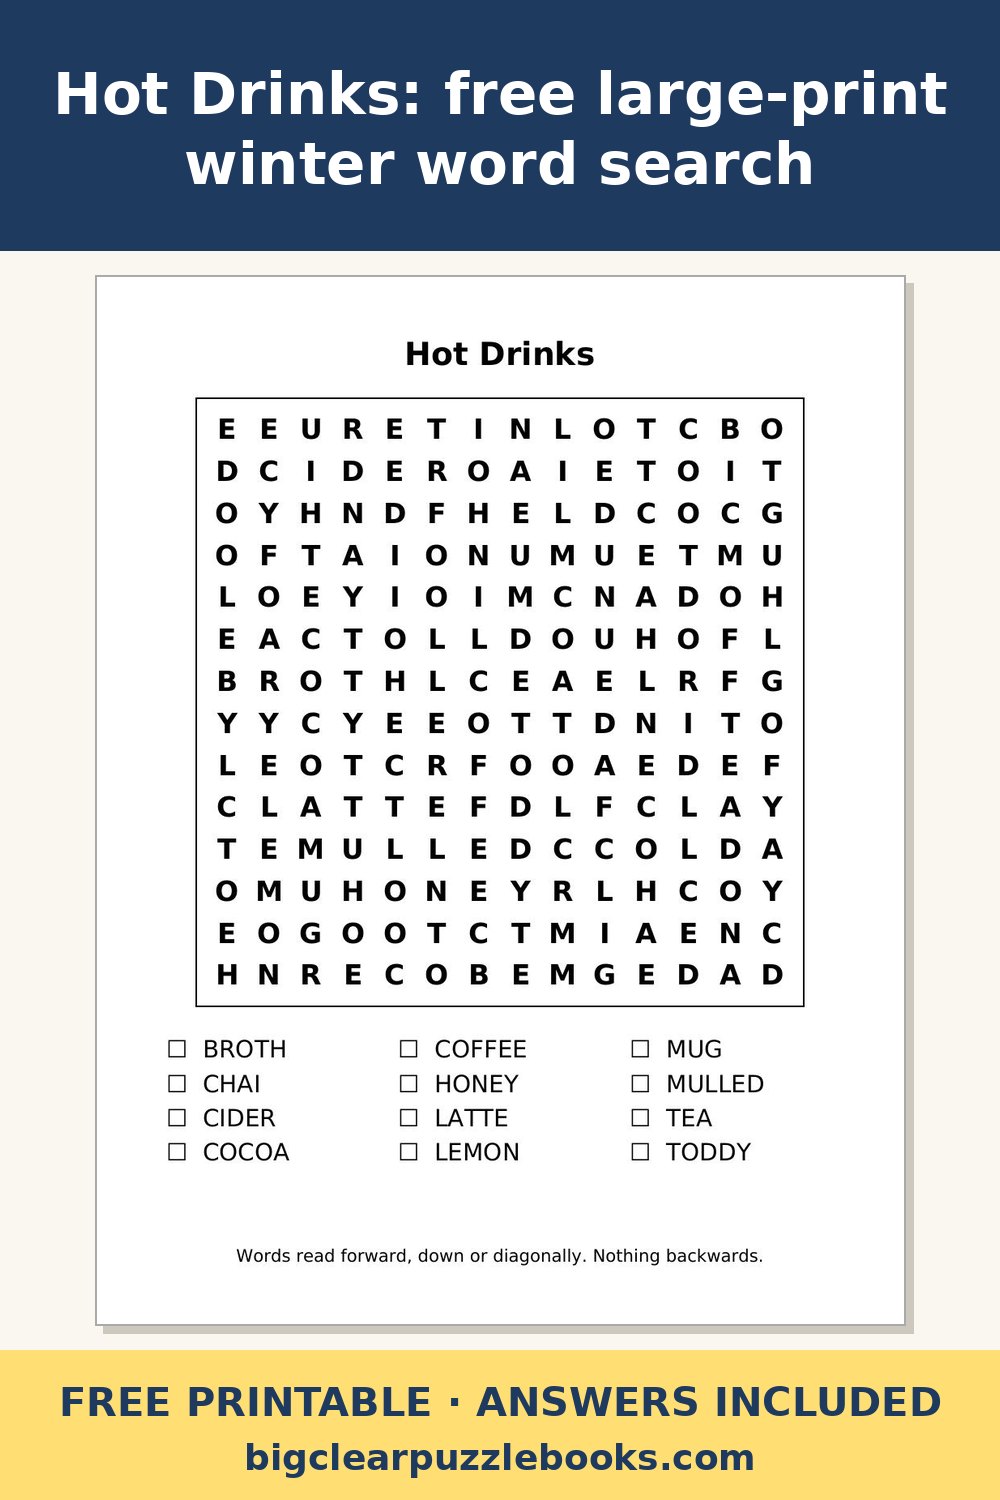 Hot Drinks: free large-print
winter word search
Hot Drinks
E E U R E T I N L O T C B O
D C I D E R O A I E T O I T
O Y H N D F H E L D C O C G
O F T A I O N U M U E T M U
L O E Y I O I M C N A D O H
E A C T O L L D O U H O F L
B R O T H L C E A E L R F G
Y Y C Y E E O T T D N I T O
L E O T C R F O O A E D E F
C L A T T E F D L F C L A Y
T E M U L L E D C C O L D A
O M U H O N E Y R L H C O Y
E O G O O T C T M I A E N C
H N R E C O B E M G E D A D
☐ BROTH ☐ COFFEE ☐ MUG
☐ CHAI ☐ HONEY ☐ MULLED
☐ CIDER ☐ LATTE ☐ TEA
☐ COCOA ☐ LEMON ☐ TODDY
Words read forward, down or diagonally. Nothing backwards.
FREE PRINTABLE · ANSWERS INCLUDED
bigclearpuzzlebooks.com